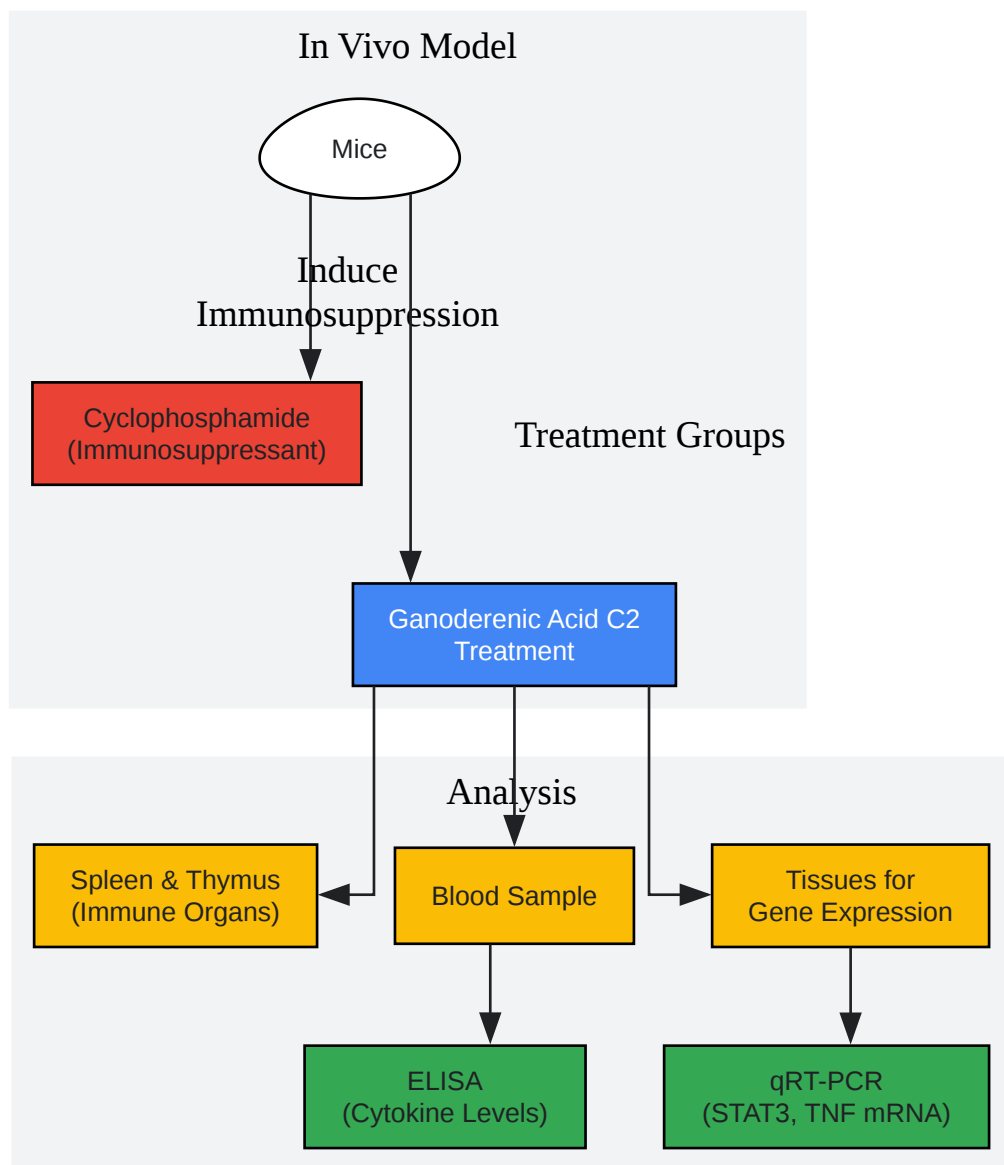 In Vivo Model
Mice
Induce
Immunosuppression
Cyclophosphamide
(Immunosuppressant)
Treatment Groups
Ganoderenic Acid C2
Treatment
Analysis
Spleen & Thymus
(Immune Organs)
Blood Sample
Tissues for
Gene Expression
ELISA
(Cytokine Levels)
qRT-PCR
(STAT3, TNF mRNA)